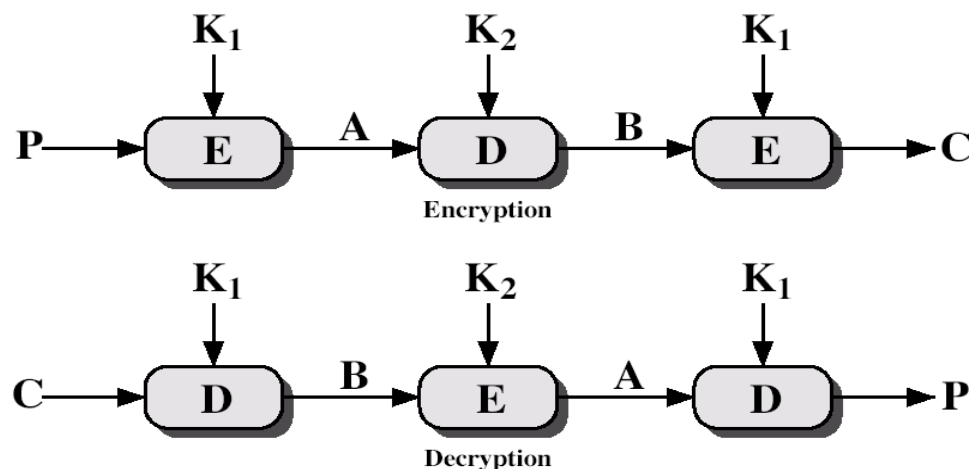 K₁ K₂ K₁
P E A D B E C
Encryption
K₁ K₂ K₁
C D B E A D P
Decryption